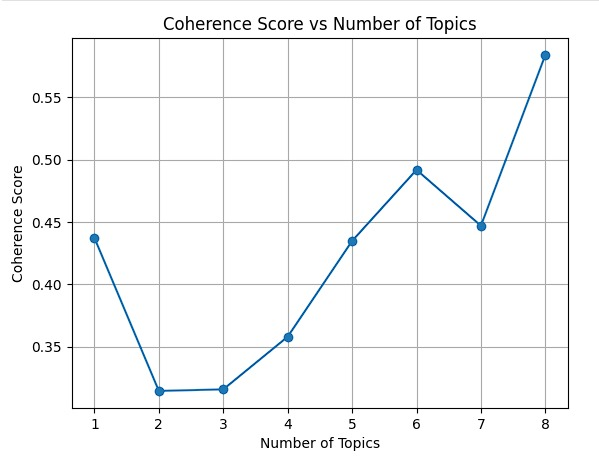 Coherence Score vs Number of Topics
Coherence Score
0.55
0.50
0.45
0.40
0.35
1 2 3 4 5 6 7 8
Number of Topics